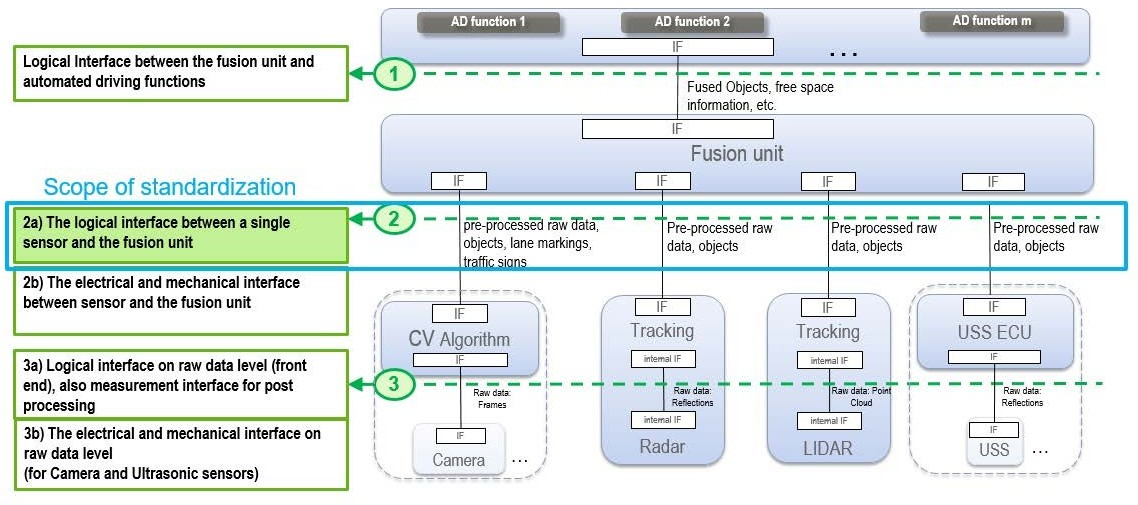 AD function 1
AD function 2
AD function m
IF
...
Logical Interface between the fusion unit and
automated driving functions
1
Fused Objects, free space
information, etc.
IF
Fusion unit
IF
IF
IF
IF
Scope of standardization
2a) The logical interface between a single
sensor and the fusion unit
2
pre-processed raw data,
objects, lane markings,
traffic signs
Pre-processed raw
data, objects
Pre-processed raw
data, objects
Pre-processed raw
data, objects
2b) The electrical and mechanical interface
between sensor and the fusion unit
IF
CV Algorithm
IF
IF
Tracking
internal IF
IF
Tracking
internal IF
IF
USS ECU
IF
3a) Logical interface on raw data level (front
end), also measurement interface for post
processing
3
Raw data:
Frames
Raw data:
Reflections
Raw data: Point
Cloud
Raw data:
Reflections
3b) The electrical and mechanical interface on
raw data level
(for Camera and Ultrasonic sensors)
IF
Camera
...
internal IF
Radar
internal IF
LIDAR
IF
USS
...